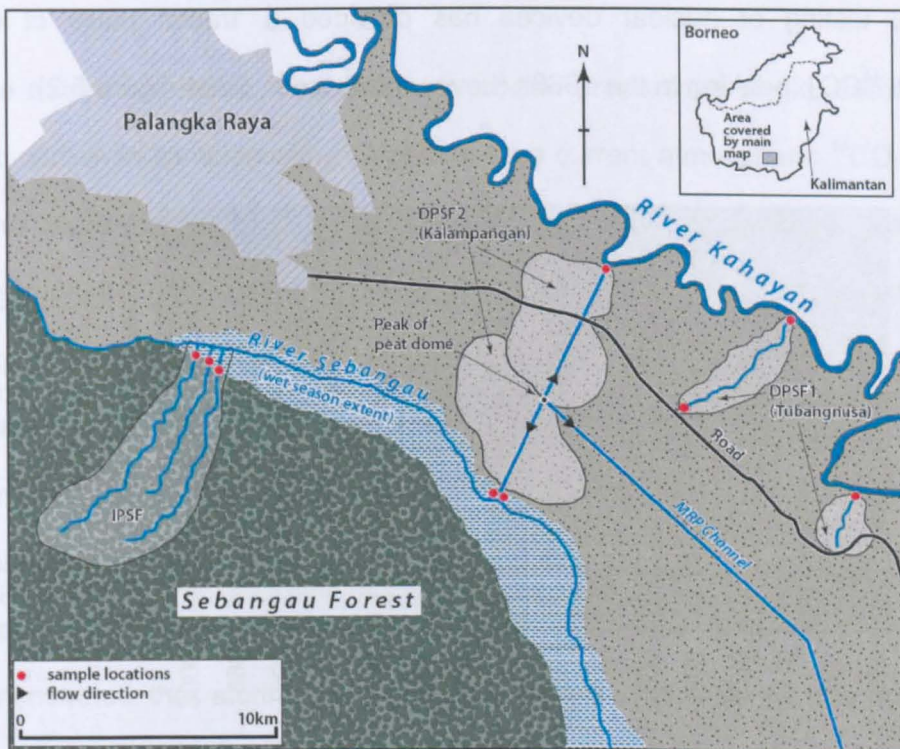 Borneo
Area
covered
by main
map
Kalimantan
N
Palangka Raya
DPSF2
(Kalampangan)
River Kahayan
Peak of
peat dome
River Sebangau
(wet season extent)
DPSF1
(Tubangnusa)
Road
IPSF
MRP Channel
Sebangau Forest
sample locations
flow direction
0 10km